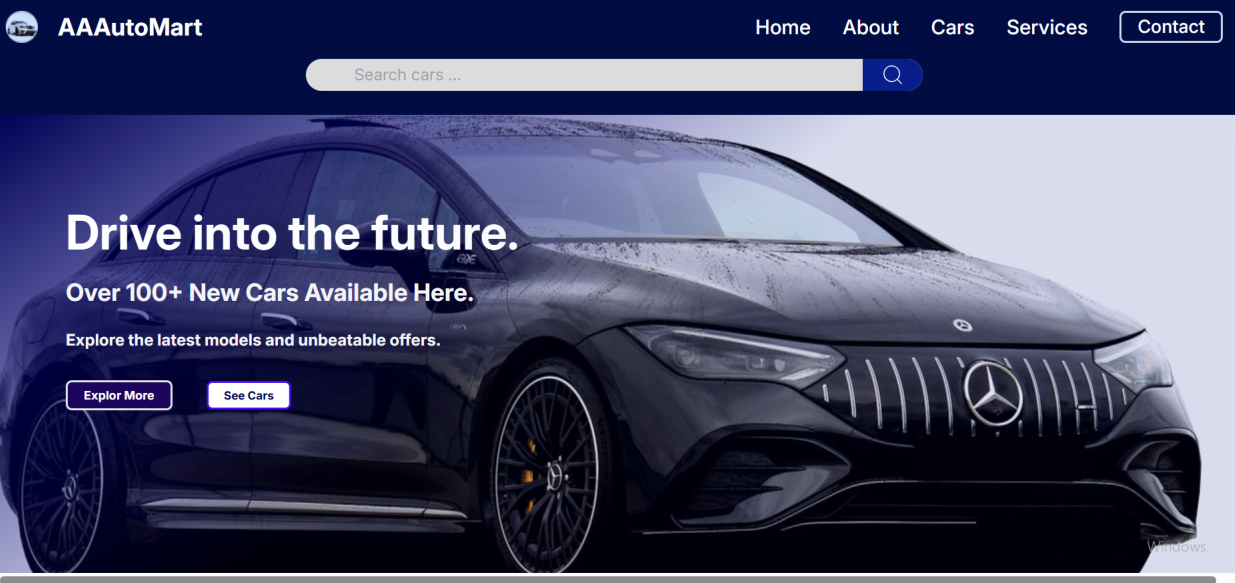 AAAutoMart
Home About Cars Services Contact
Search cars ...
Drive into the future.
Over 100+ New Cars Available Here.
Explore the latest models and unbeatable offers.
Explor More See Cars
Windows.